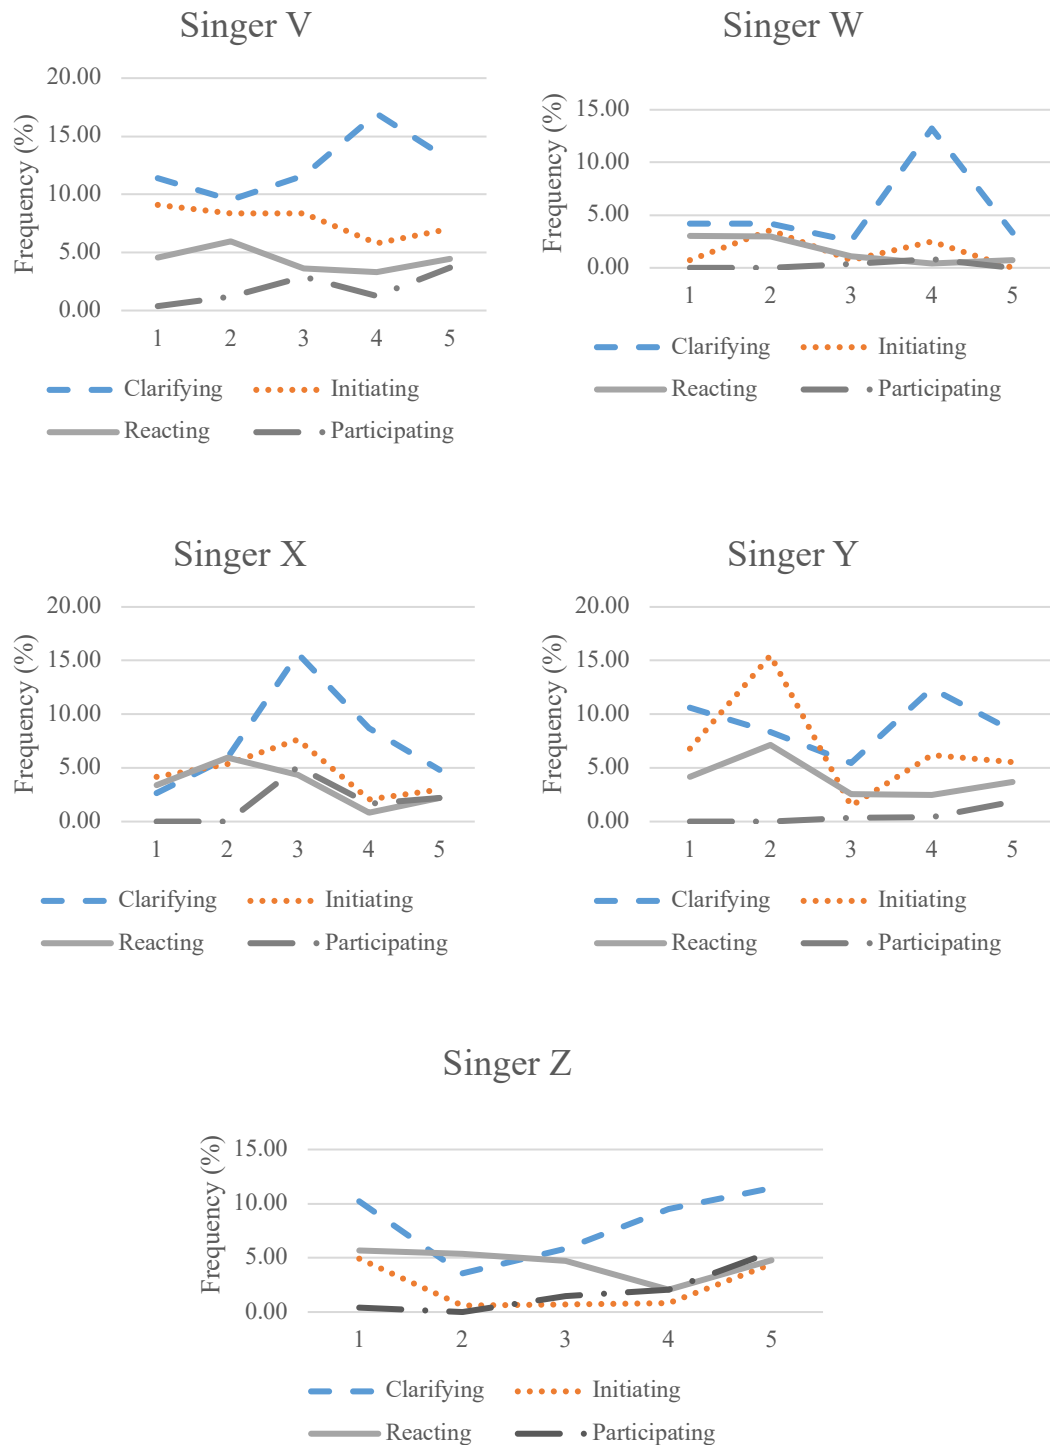 Singer V
20.00
15.00
10.00
5.00
0.00
Frequency (%)
1 2 3 4 5
Clarifying Initiating
Reacting Participating
Singer W
15.00
10.00
5.00
0.00
Frequency (%)
1 2 3 4 5
Clarifying Initiating
Reacting Participating
Singer X
20.00
15.00
10.00
5.00
0.00
Frequency (%)
1 2 3 4 5
Clarifying Initiating
Reacting Participating
Singer Y
20.00
15.00
10.00
5.00
0.00
Frequency (%)
1 2 3 4 5
Clarifying Initiating
Reacting Participating
Singer Z
15.00
10.00
5.00
0.00
Frequency (%)
1 2 3 4 5
Clarifying Initiating
Reacting Participating